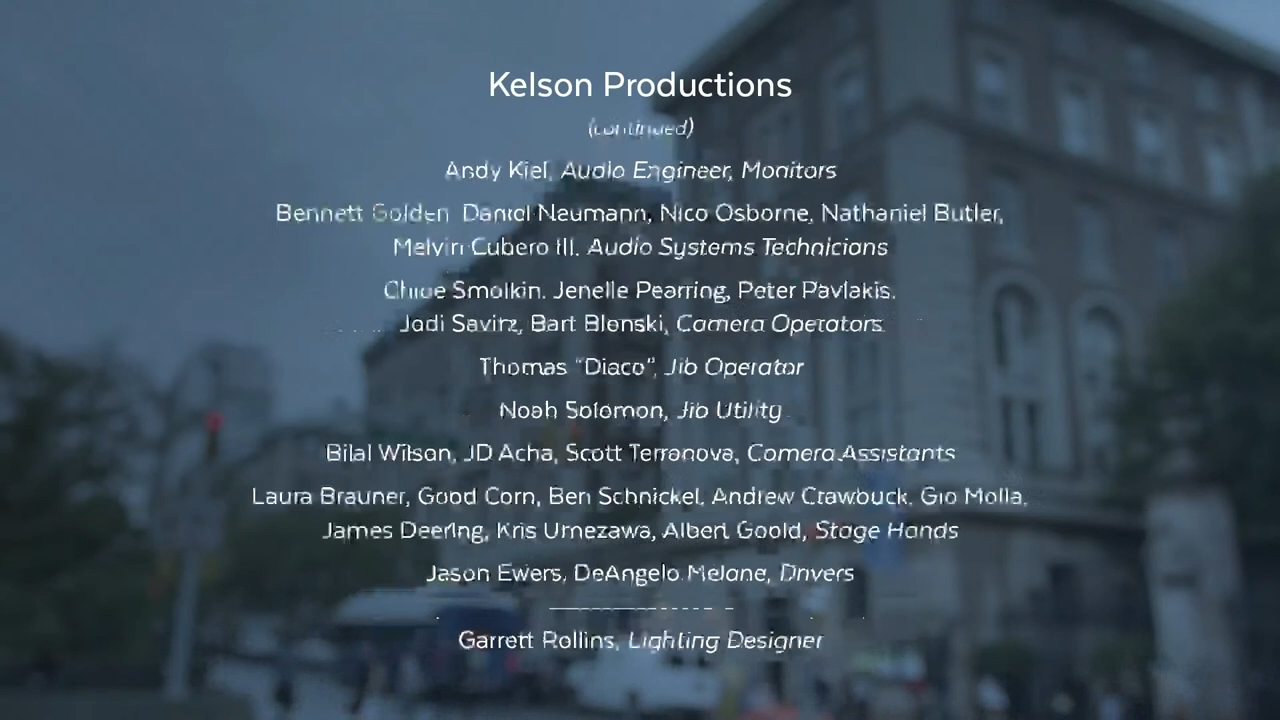 Kelson Productions
(continued)
Andy Kiel, Audio Engineer, Monitors
Bennett Golden, Daniel Neumann, Nico Osborne, Nathaniel Butler,
Melvin Cubero III, Audio Systems Technicians
Chloe Smolkin, Jenelle Pearring, Peter Pavlakis,
Jodi Savitz, Bart Blonski, Camera Operators
Thomas "Diaco", Jib Operator
Noah Solomon, Jib Utility
Bilal Wilson, JD Acha, Scott Terranova, Camera Assistants
Laura Brauner, Good Corn, Ben Schnickel, Andrew Crawbuck, Gio Molla,
James Deering, Kris Umezawa, Albert Goold, Stage Hands
Jason Ewers, DeAngelo Drivers
Garrett Rollins, Lighting Designer